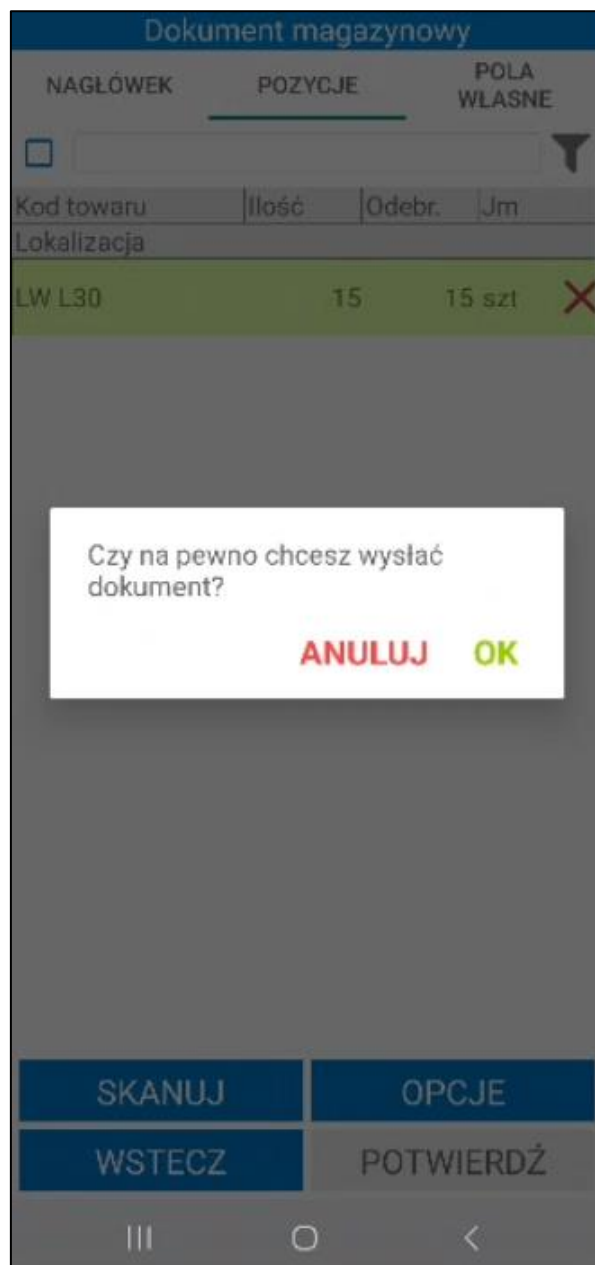 Dokument magazynowy
NAGŁÓWEK POZYCJE POLA WŁASNE
Kod towaru Ilość Odebr. Jm
Lokalizacja
LW L30 15 15 szt
Czy na pewno chcesz wysłać
dokument?
ANULUJ OK
SKANUJ OPCJE
WSTECZ POTWIERDŹ